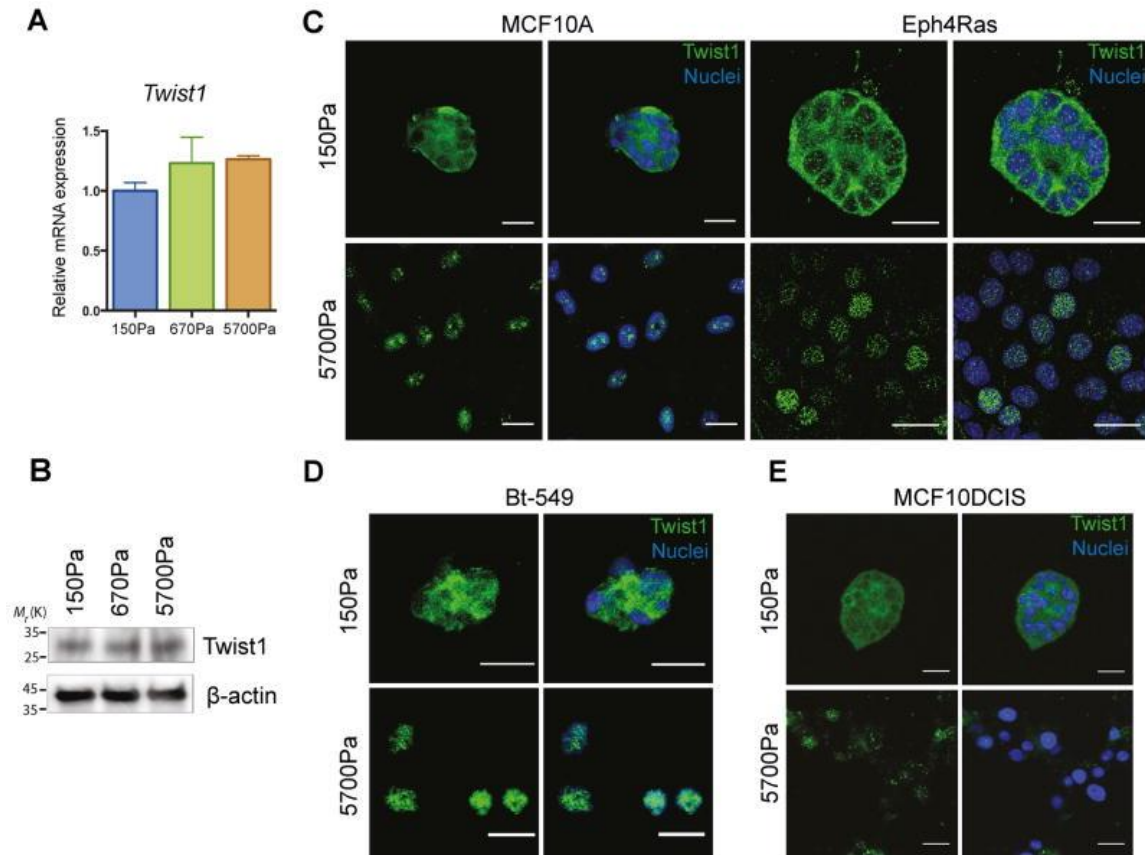 A
Twist1
Relative mRNA expression
1.5
1.0
0.5
0.0
150Pa 670Pa 5700Pa
B
150Pa
670Pa
5700Pa
Mr(K)
35
25
Twist1
45
35
β-actin
C
MCF10A Eph4Ras
Twist1
Nuclei
Twist1
Nuclei
150Pa
5700Pa
D
Bt-549
Twist1
Nuclei
150Pa
5700Pa
E
MCF10DCIS
Twist1
Nuclei
150Pa
5700Pa